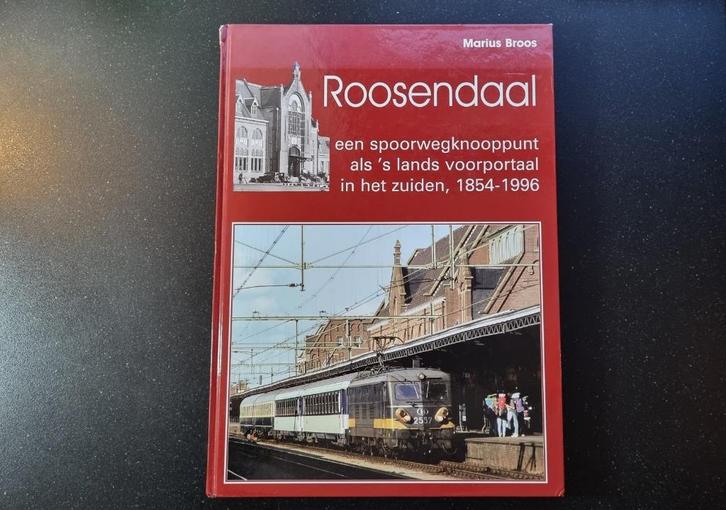 Marius Broos
Roosendaal
een spoorwegknooppunt
als 's lands voorportaal
in het zuiden, 1854-1996
2557